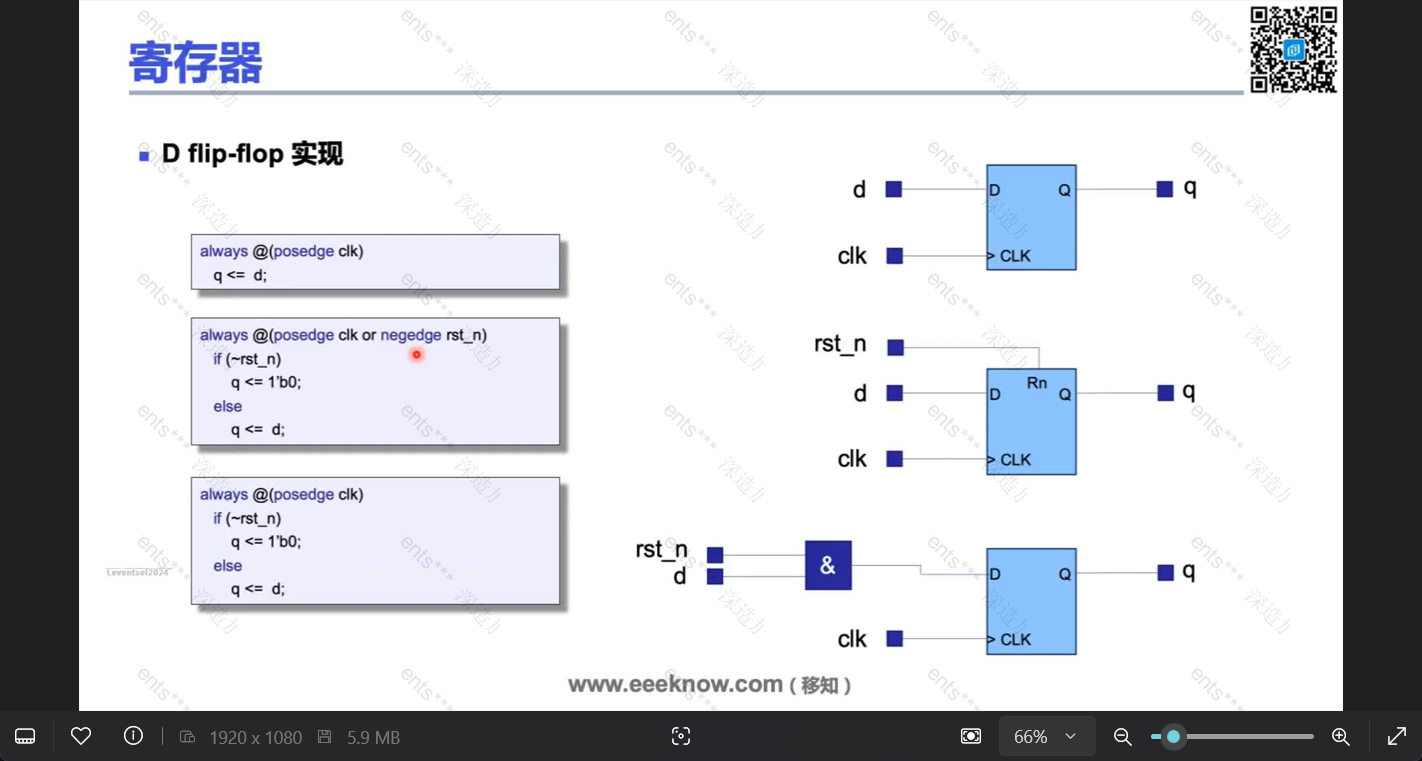 寄存器
D flip-flop 实现
always @(posedge clk)
q <= d;
always @(posedge clk or negedge rst_n)
if (~rst_n)
q <= 1'b0;
else
q <= d;
always @(posedge clk)
if (~rst_n)
q <= 1'b0;
else
q <= d;
d
D
Q
q
clk
> CLK
rst_n
Rn
d
D
Q
q
clk
> CLK
rst_n
d
&
D
Q
q
clk
> CLK
Leventsel2024
www.eeeknow.com ( 移知 )
ents***
深造力
1920 x 1080
5.9 MB
66%